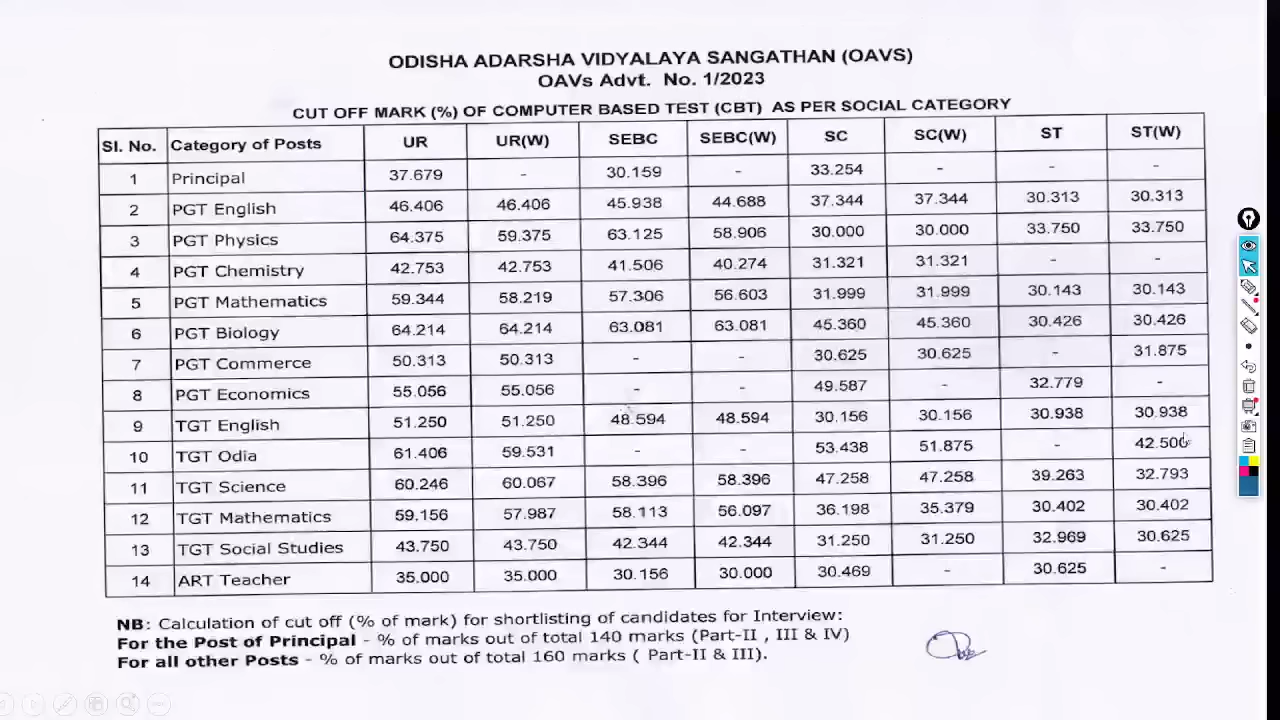 ODISHA ADARSHA VIDYALAYA SANGATHAN (OAVS)
OAVs Advt. No. 1/2023
CUT OFF MARK (%) OF COMPUTER BASED TEST (CBT) AS PER SOCIAL CATEGORY
SI. No. Category of Posts UR UR(W) SEBC SEBC(W) SC SC(W) ST ST(W)
1 Principal 37.679 - 30.159 - 33.254 - - -
2 PGT English 46.406 46.406 45.938 44.688 37.344 37.344 30.313 30.313
3 PGT Physics 64.375 59.375 63.125 58.906 30.000 30.000 33.750 33.750
4 PGT Chemistry 42.753 42.753 41.506 40.274 31.321 31.321 - -
5 PGT Mathematics 59.344 58.219 57.306 56.603 31.999 31.999 30.143 30.143
6 PGT Biology 64.214 64.214 63.081 63.081 45.360 45.360 30.426 30.426
7 PGT Commerce 50.313 50.313 - - 30.625 30.625 - 31.875
8 PGT Economics 55.056 55.056 - - 49.587 - 32.779 -
9 TGT English 51.250 51.250 48.594 48.594 30.156 30.156 30.938 30.938
10 TGT Odia 61.406 59.531 - - 53.438 51.875 - 42.500
11 TGT Science 60.246 60.067 58.396 58.396 47.258 47.258 39.263 32.793
12 TGT Mathematics 59.156 57.987 58.113 56.097 36.198 35.379 30.402 30.402
13 TGT Social Studies 43.750 43.750 42.344 42.344 31.250 31.250 32.969 30.625
14 ART Teacher 35.000 35.000 30.156 30.000 30.469 - 30.625 -
NB: Calculation of cut off (% of mark) for shortlisting of candidates for Interview:
For the Post of Principal - % of marks out of total 140 marks (Part-II , III & IV)
For all other Posts - % of marks out of total 160 marks ( Part-II & III).